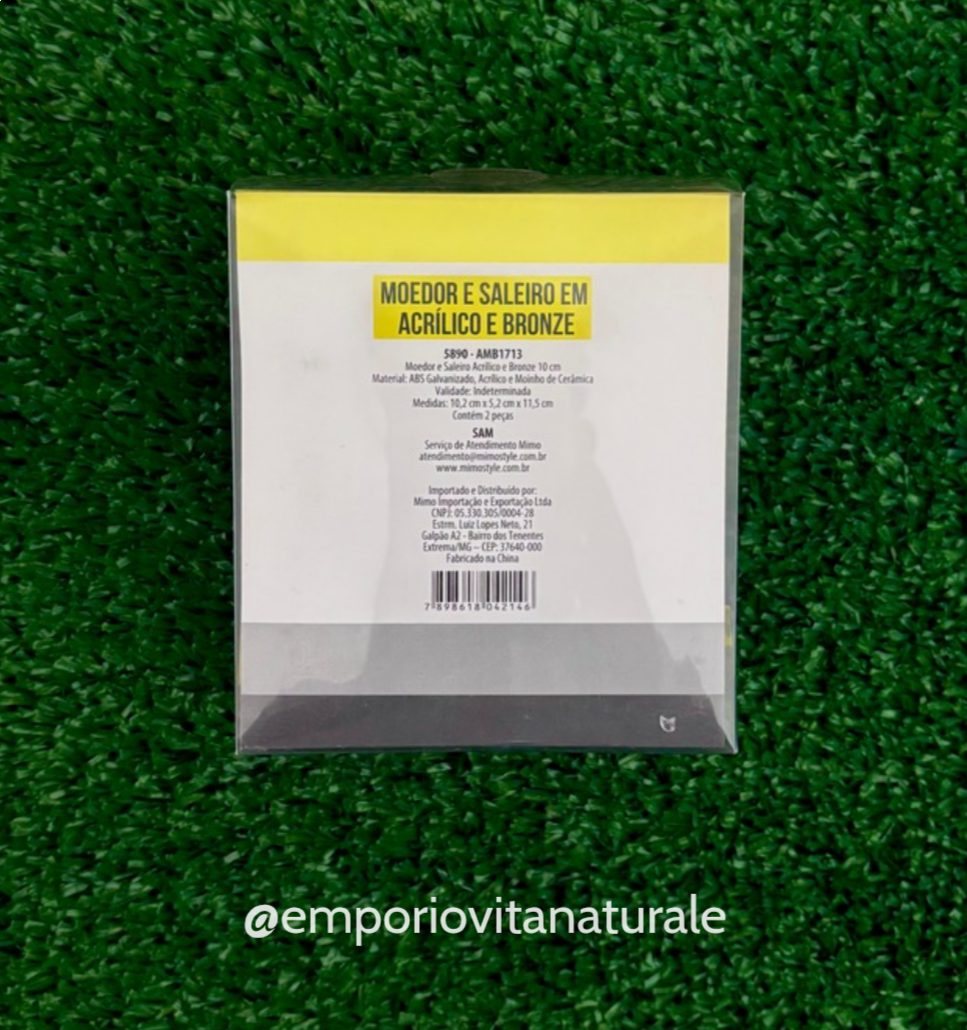 MOEDOR E SALEIRO EM
ACRÍLICO E BRONZE
5890 - AMB1713
Moedor e Saleiro Acrílico e Bronze 10 cm
Material: ABS Galvanizado, Acrílico e Moinho de Cerâmica
Validade: Indeterminada
Medidas: 10,2 cm x 5,2 cm x 11,5 cm
Contém 2 peças
SAM
Serviço de Atendimento Mimo
atendimento@mimostyle.com.br
www.mimostyle.com.br
Importado e Distribuído por:
Mimo Importação e Exportação Ltda
CNPJ: 05.330.305/0004-28
Estrm. Luiz Lopes Neto, 21
Galpão A2 - Bairro dos Tenentes
Extrema/MG – CEP: 37640-000
Fabricado na China
7 898618 042146
@emporiovitanaturale